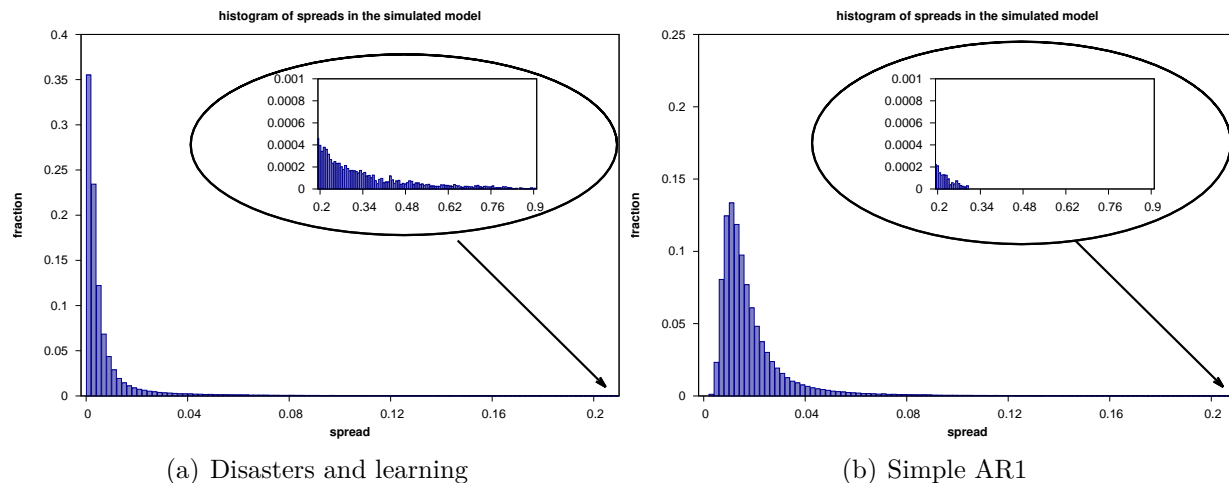 histogram of spreads in the simulated model
0.4
0.35
0.3
0.25
0.2
0.15
0.1
0.05
0
fraction
0.001
0.0008
0.0006
0.0004
0.0002
0
0.2 0.34 0.48 0.62 0.76 0.9
0 0.04 0.08 0.12 0.16 0.2
spread
(a) Disasters and learning
histogram of spreads in the simulated model
0.25
0.2
0.15
0.1
0.05
0
fraction
0.001
0.0008
0.0006
0.0004
0.0002
0
0.2 0.34 0.48 0.62 0.76 0.9
0 0.04 0.08 0.12 0.16 0.2
spread
(b) Simple AR1